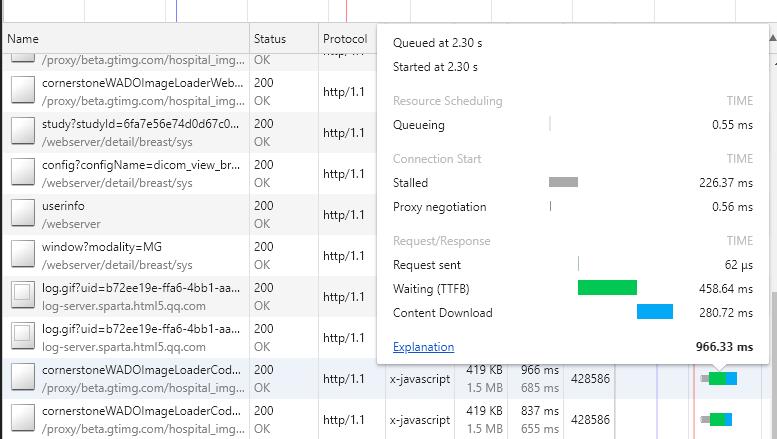 Name Status Protocol
/proxy/beta.gtimg.com/hospital_img... OK
cornerstoneWADOImageLoaderWeb... 200
/proxy/beta.gtimg.com/hospital_img... OK http/1.1
study?studyId=6fa7e56e74d0d67c0... 200
/webserver/detail/breast/sys OK http/1.1
config?configName=dicom_view_br... 200
/webserver/detail/breast/sys OK http/1.1
userinfo 200
/webserver OK http/1.1
window?modality=MG 200
/webserver/detail/breast/sys OK http/1.1
log.gif?uid=b72ee19e-ffa6-4bb1-aa... 200
log-server.sparta.html5.qq.com OK http/1.1
log.gif?uid=b72ee19e-ffa6-4bb1-aa... 200
log-server.sparta.html5.qq.com OK http/1.1
cornerstoneWADOImageLoaderCod... 200 http/1.1 x-javascript 419 KB 966 ms 428586
/proxy/beta.gtimg.com/hospital_img... OK 1.5 MB 685 ms
cornerstoneWADOImageLoaderCod... 200 http/1.1 x-javascript 419 KB 837 ms 428586
/proxy/beta.gtimg.com/hospital_img... OK 1.5 MB 655 ms
Queued at 2.30 s
Started at 2.30 s
Resource Scheduling TIME
Queueing 0.55 ms
Connection Start TIME
Stalled 226.37 ms
Proxy negotiation 0.56 ms
Request/Response TIME
Request sent 62 μs
Waiting (TTFB) 458.64 ms
Content Download 280.72 ms
Explanation 966.33 ms